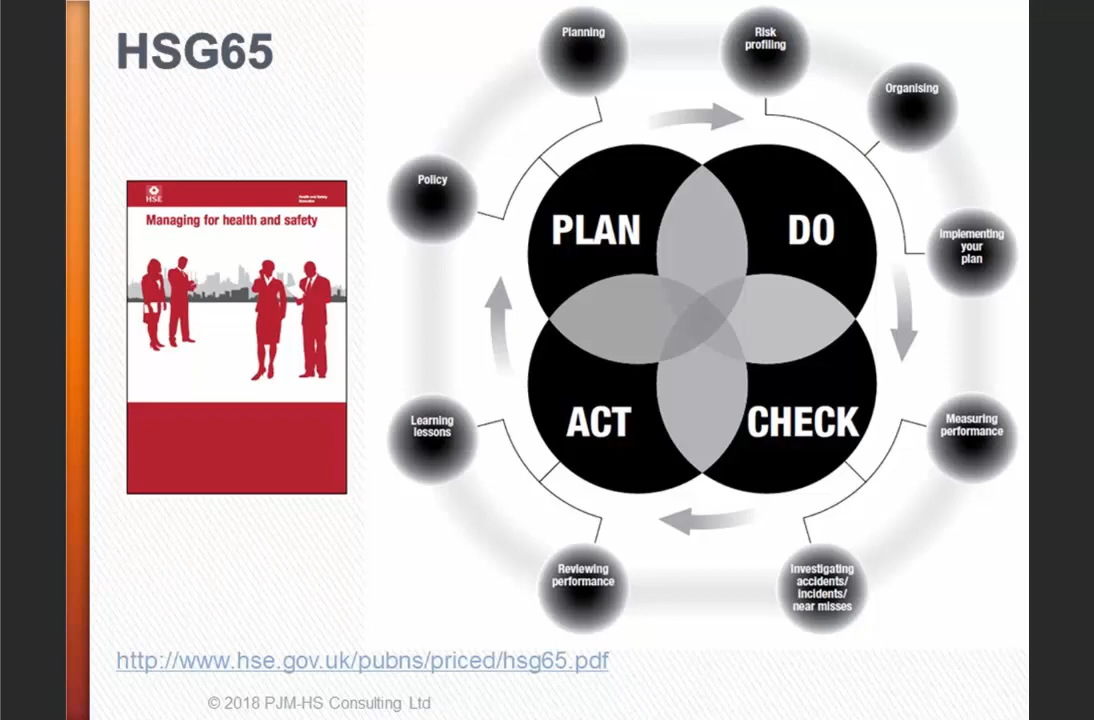 HSG65
HSE
Health and Safety
Executive
Managing for health and safety
Planning
Risk
profiling
Organising
Policy
PLAN
DO
Implementing
your
plan
Learning
lessons
ACT
CHECK
Measuring
performance
Reviewing
performance
Investigating
accidents/
incidents/
near misses
http://www.hse.gov.uk/pubns/priced/hsg65.pdf
© 2018 PJM-HS Consulting Ltd